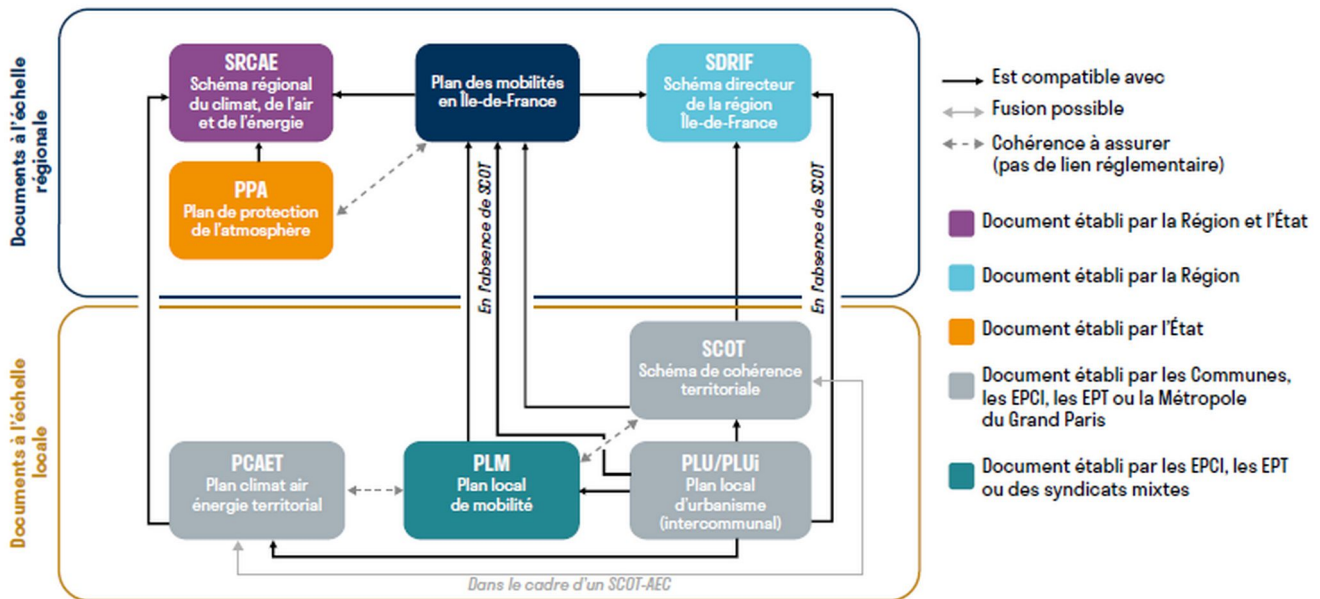 Documents à l'échelle
régionale
SRCAE
Schéma régional
du climat, de l'air
et de l'énergie
Plan des mobilités
en Île-de-France
SDRIF
Schéma directeur
de la région
Île-de-France
PPA
Plan de protection
de l'atmosphère
En l'absence de SCOT
En l'absence de SCOT
Documents à l'échelle
locale
SCOT
Schéma de cohérence
territoriale
PCAET
Plan climat air
énergie territorial
PLM
Plan local
de mobilité
PLU/PLUi
Plan local
d'urbanisme
(intercommunal)
Dans le cadre d'un SCOT-AEC
Est compatible avec
Fusion possible
Cohérence à assurer
(pas de lien réglementaire)
Document établi par la Région et l'État
Document établi par la Région
Document établi par l'État
Document établi par les Communes,
les EPCI, les EPT ou la Métropole
du Grand Paris
Document établi par les EPCI, les EPT
ou des syndicats mixtes